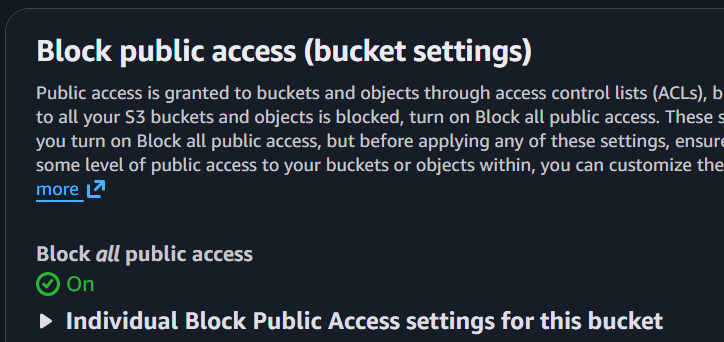 Block public access (bucket settings)
Public access is granted to buckets and objects through access control lists (ACLs), b
to all your S3 buckets and objects is blocked, turn on Block all public access. These s
you turn on Block all public access, but before applying any of these settings, ensure
some level of public access to your buckets or objects within, you can customize the
more
Block all public access
On
Individual Block Public Access settings for this bucket